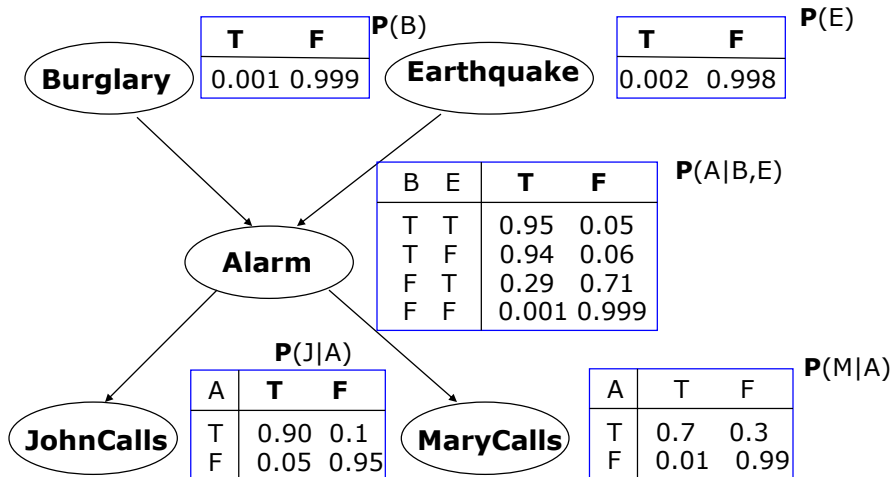 P(B)
T F
0.001 0.999
Burglary
P(E)
T F
0.002 0.998
Earthquake
P(A|B,E)
B E T F
T T 0.95 0.05
T F 0.94 0.06
F T 0.29 0.71
F F 0.001 0.999
Alarm
P(J|A)
A T F
T 0.90 0.1
F 0.05 0.95
JohnCalls
P(M|A)
A T F
T 0.7 0.3
F 0.01 0.99
MaryCalls